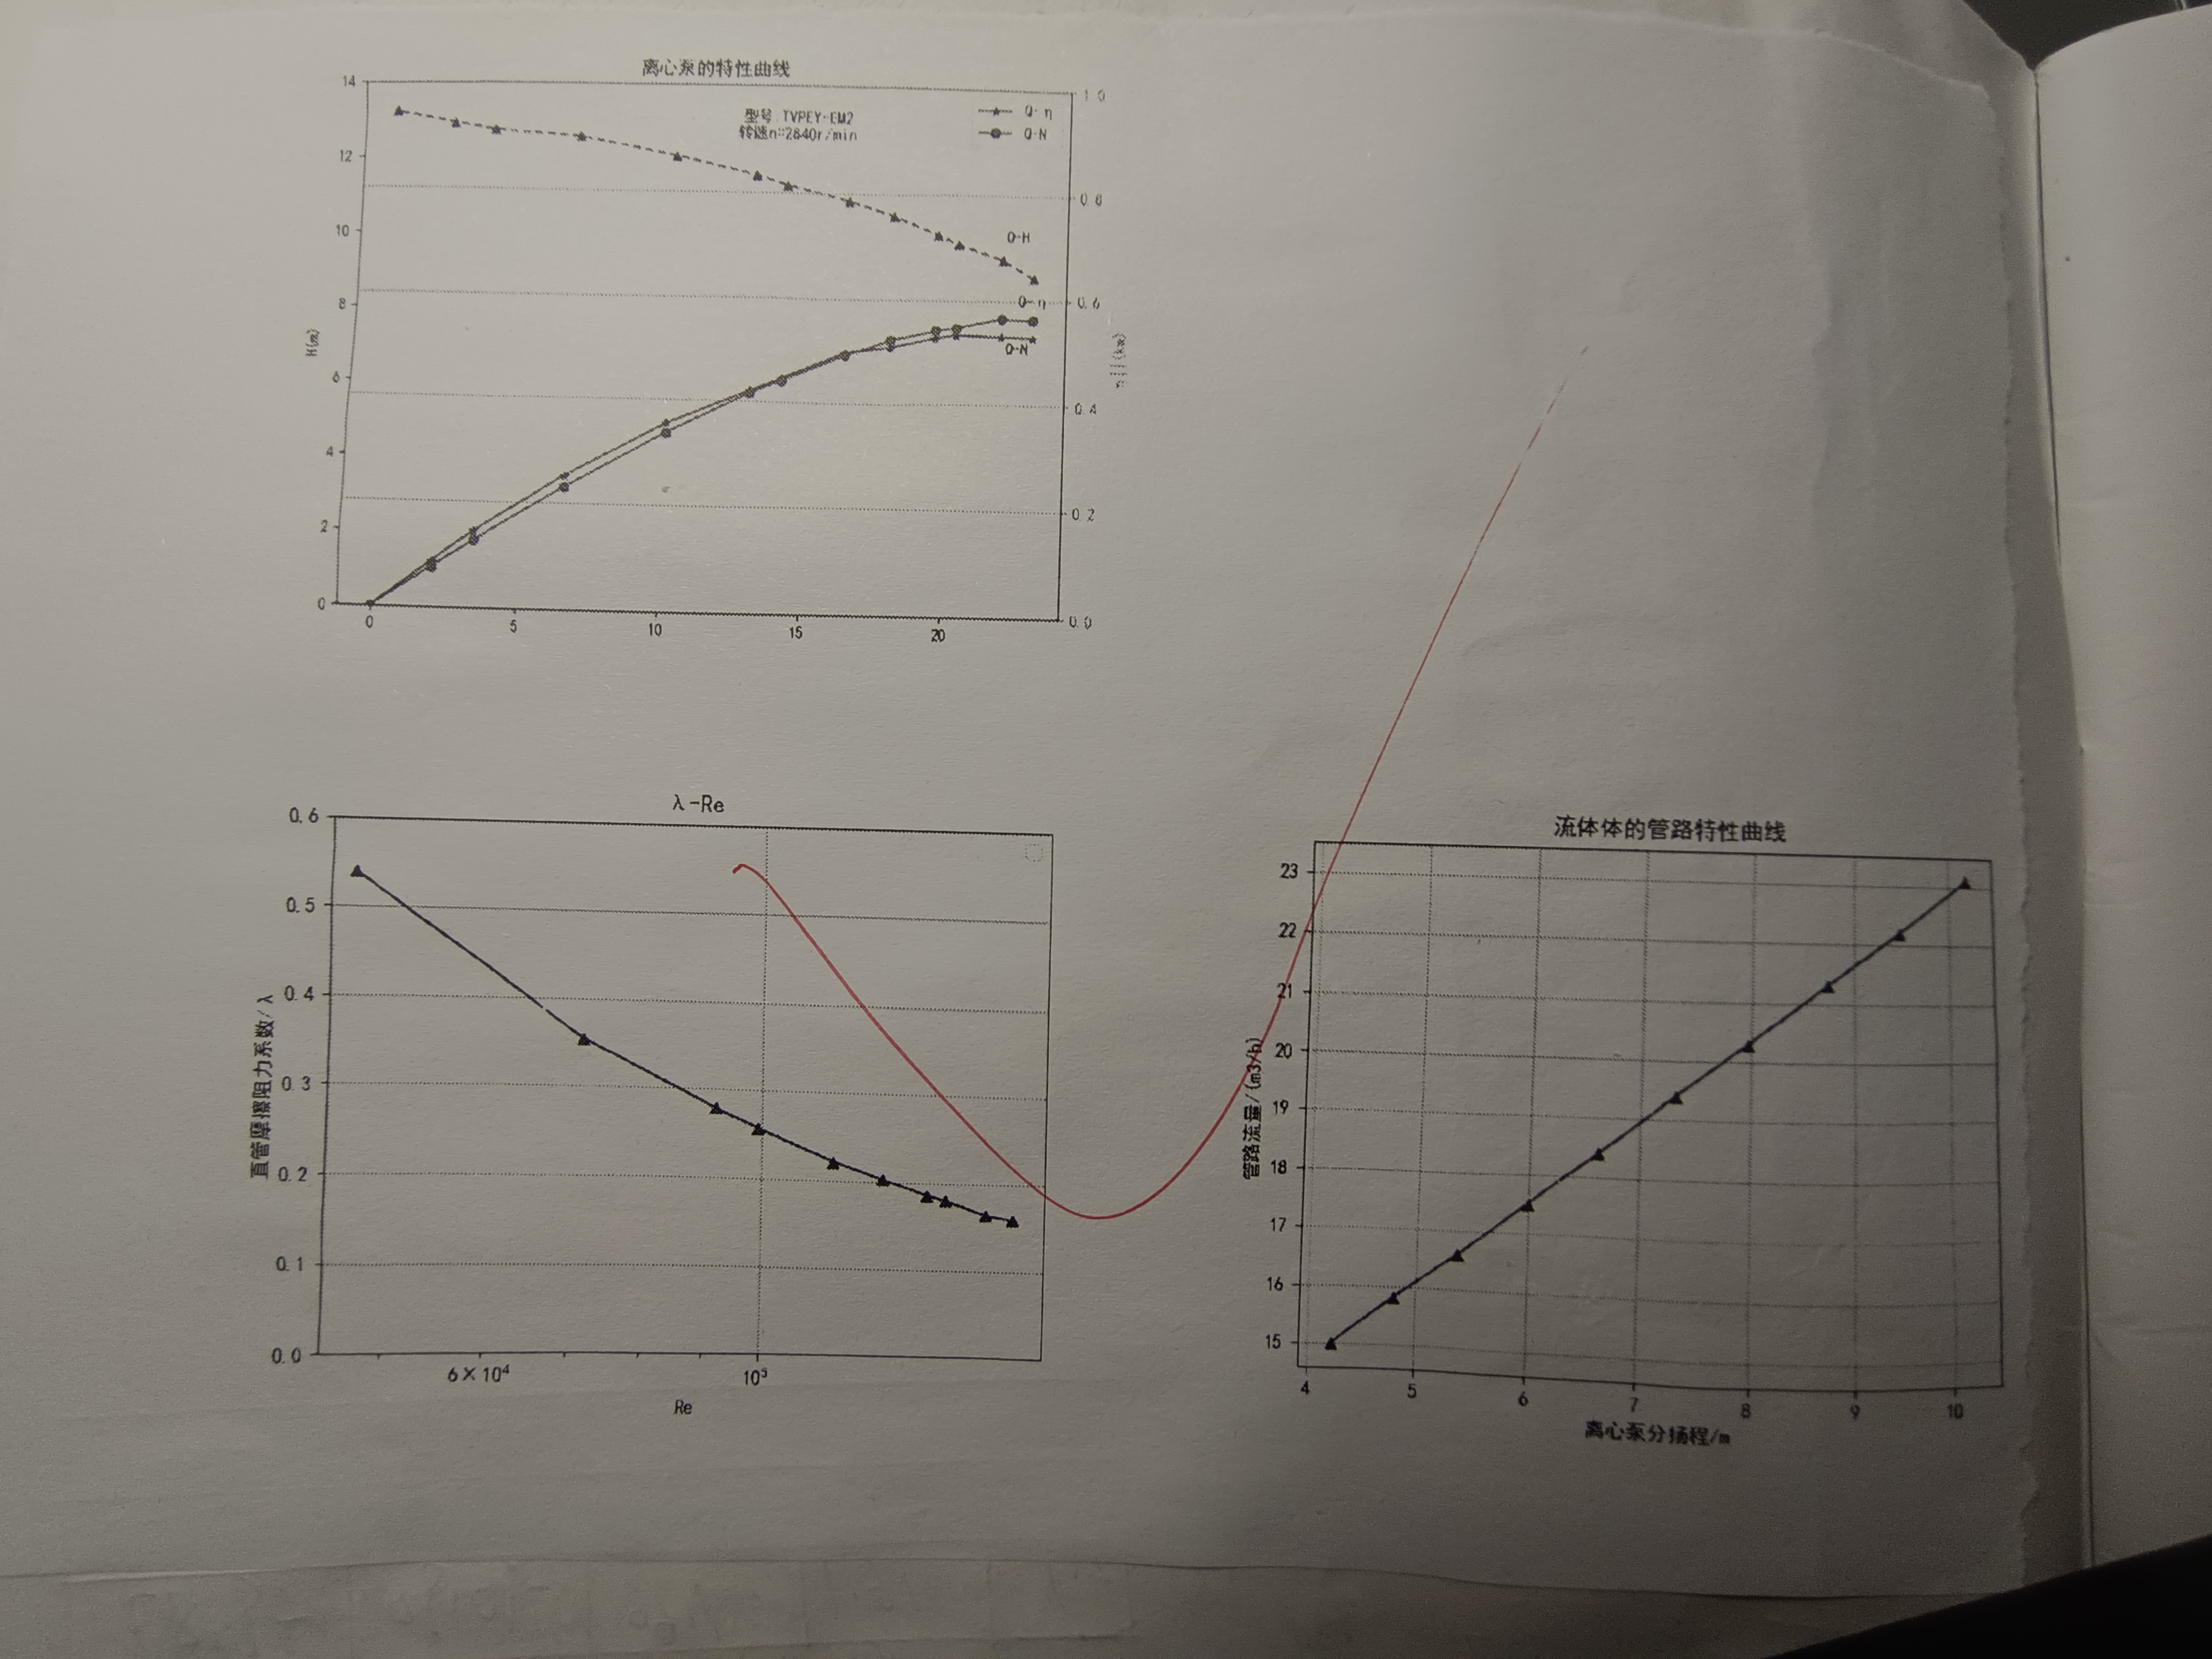 离心泵的特性曲线
14
12
10
8
6
4
2
0
H(m)
型号 TVPEY-EM2
转速n=2840r/min
Q-η
Q-N
Q-H
Q-η
Q-N
1.0
0.8
0.6
0.4
0.2
0.0
0 5 10 15 20
λ-Re
0.6
0.5
0.4
0.3
0.2
0.1
0.0
直管摩擦阻力系数/λ
6×10⁴
Re
流体体的管路特性曲线
23
22
21
20
19
18
17
16
15
管路流量/(m3/h)
4 5 6 7 8 9 10
离心泵分扬程/m